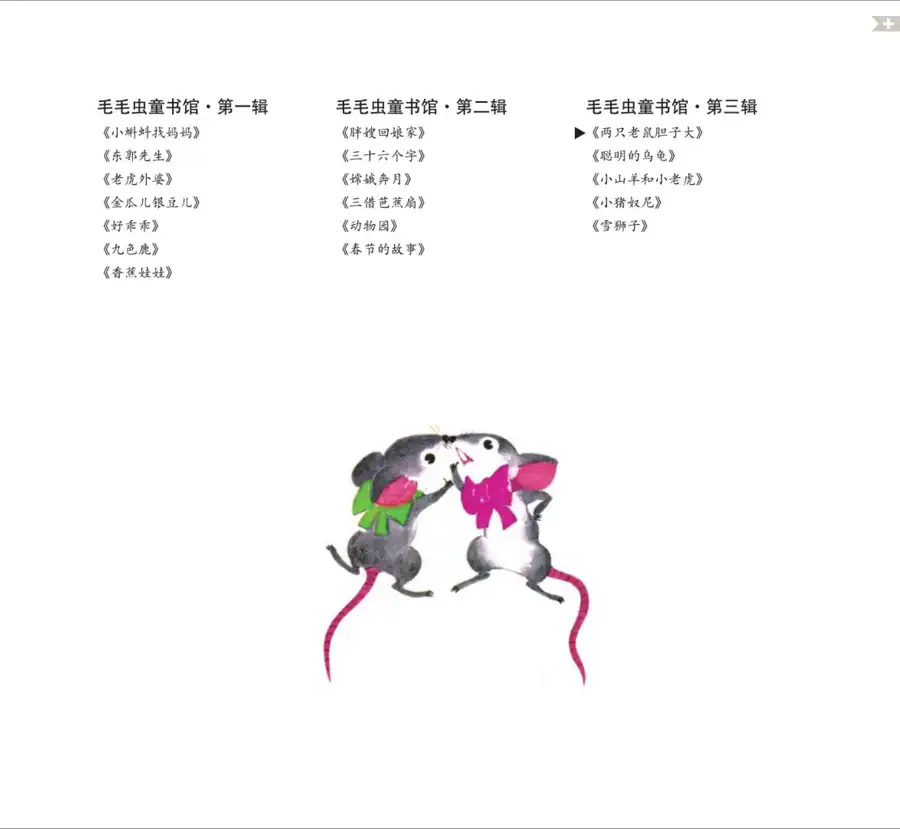 毛毛虫童书馆·第一辑
《小蝌蚪找妈妈》
《东郭先生》
《老虎外婆》
《金瓜儿银豆儿》
《好乖乖》
《九色鹿》
《香蕉娃娃》
毛毛虫童书馆·第二辑
《胖嫂回娘家》
《三十六个字》
《嫦娥奔月》
《三借芭蕉扇》
《动物园》
《春节的故事》
毛毛虫童书馆·第三辑
▶《两只老鼠胆子大》
《聪明的乌龟》
《小山羊和小老虎》
《小猪奴尼》
《雪狮子》